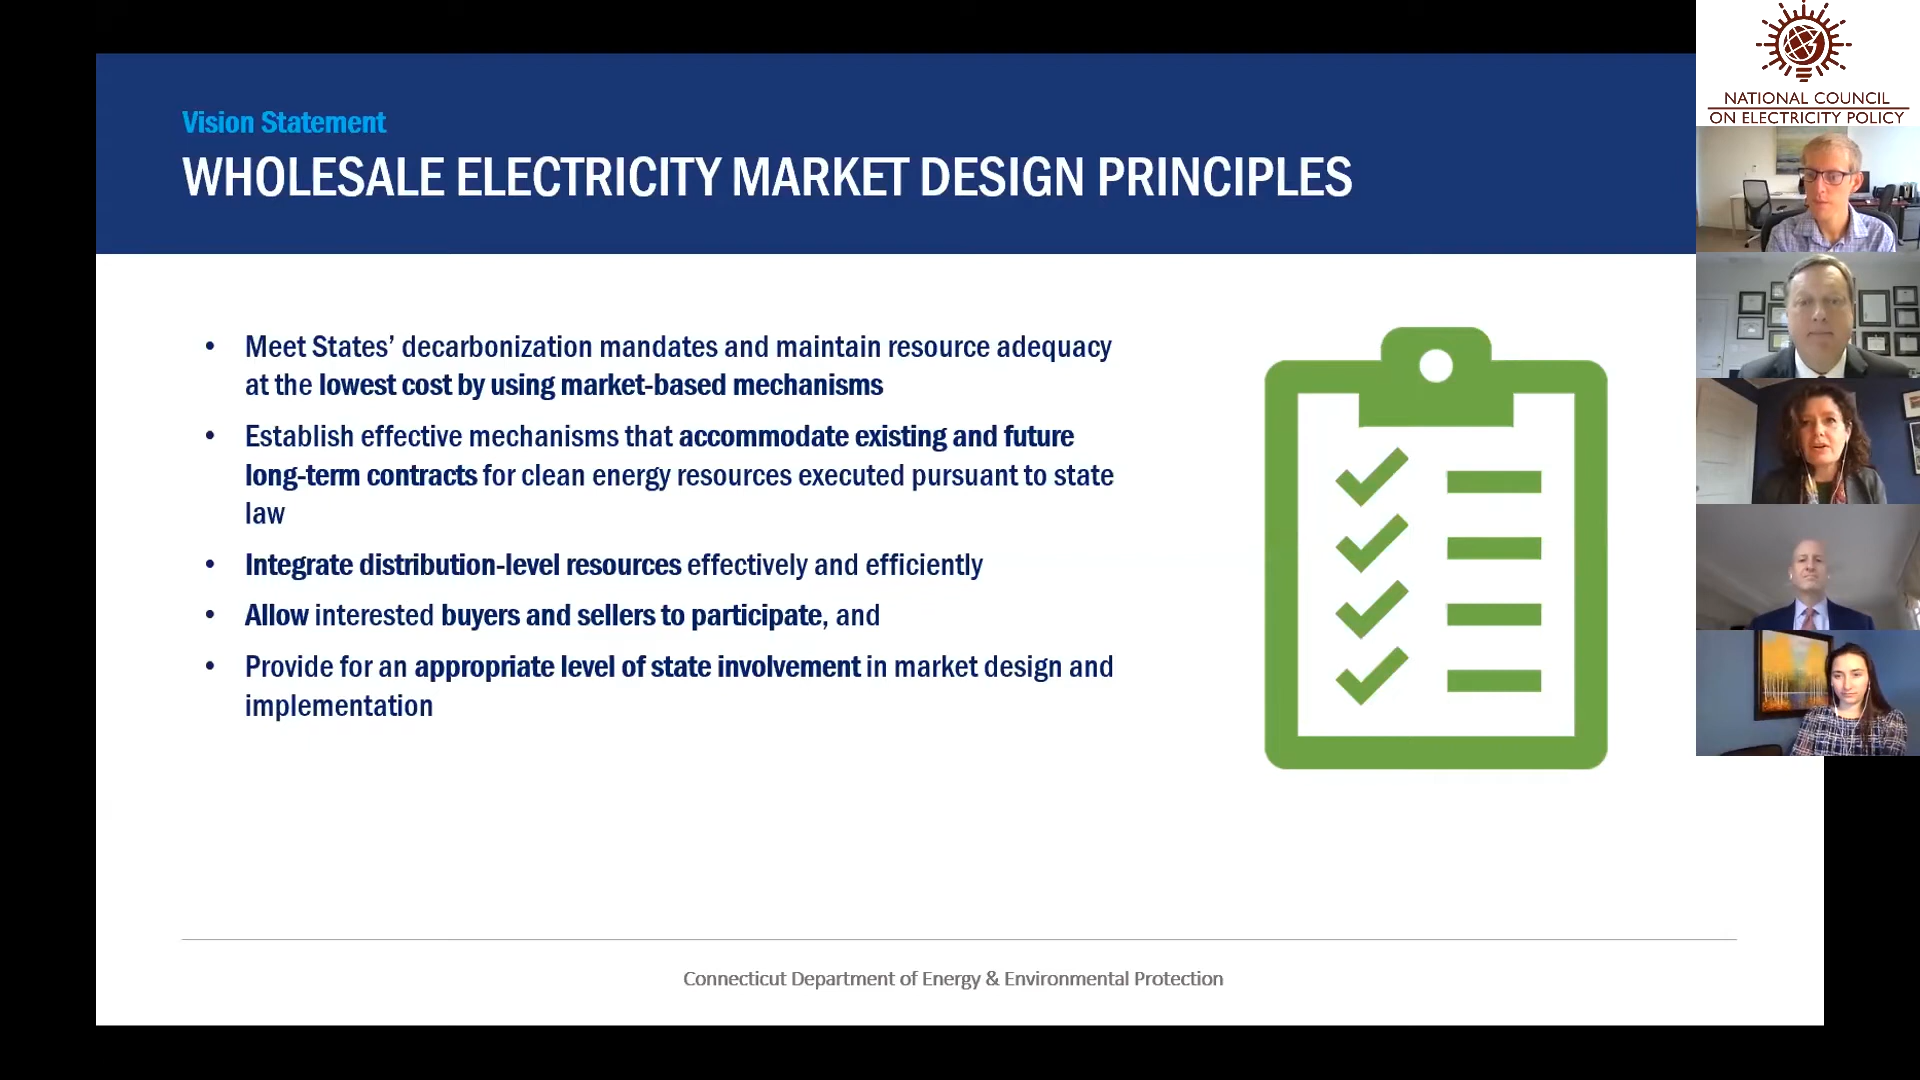 Vision Statement
WHOLESALE ELECTRICITY MARKET DESIGN PRINCIPLES
• Meet States’ decarbonization mandates and maintain resource adequacy
at the lowest cost by using market-based mechanisms
• Establish effective mechanisms that accommodate existing and future
long-term contracts for clean energy resources executed pursuant to state
law
• Integrate distribution-level resources effectively and efficiently
• Allow interested buyers and sellers to participate, and
• Provide for an appropriate level of state involvement in market design and
implementation
Connecticut Department of Energy & Environmental Protection
NATIONAL COUNCIL
ON ELECTRICITY POLICY